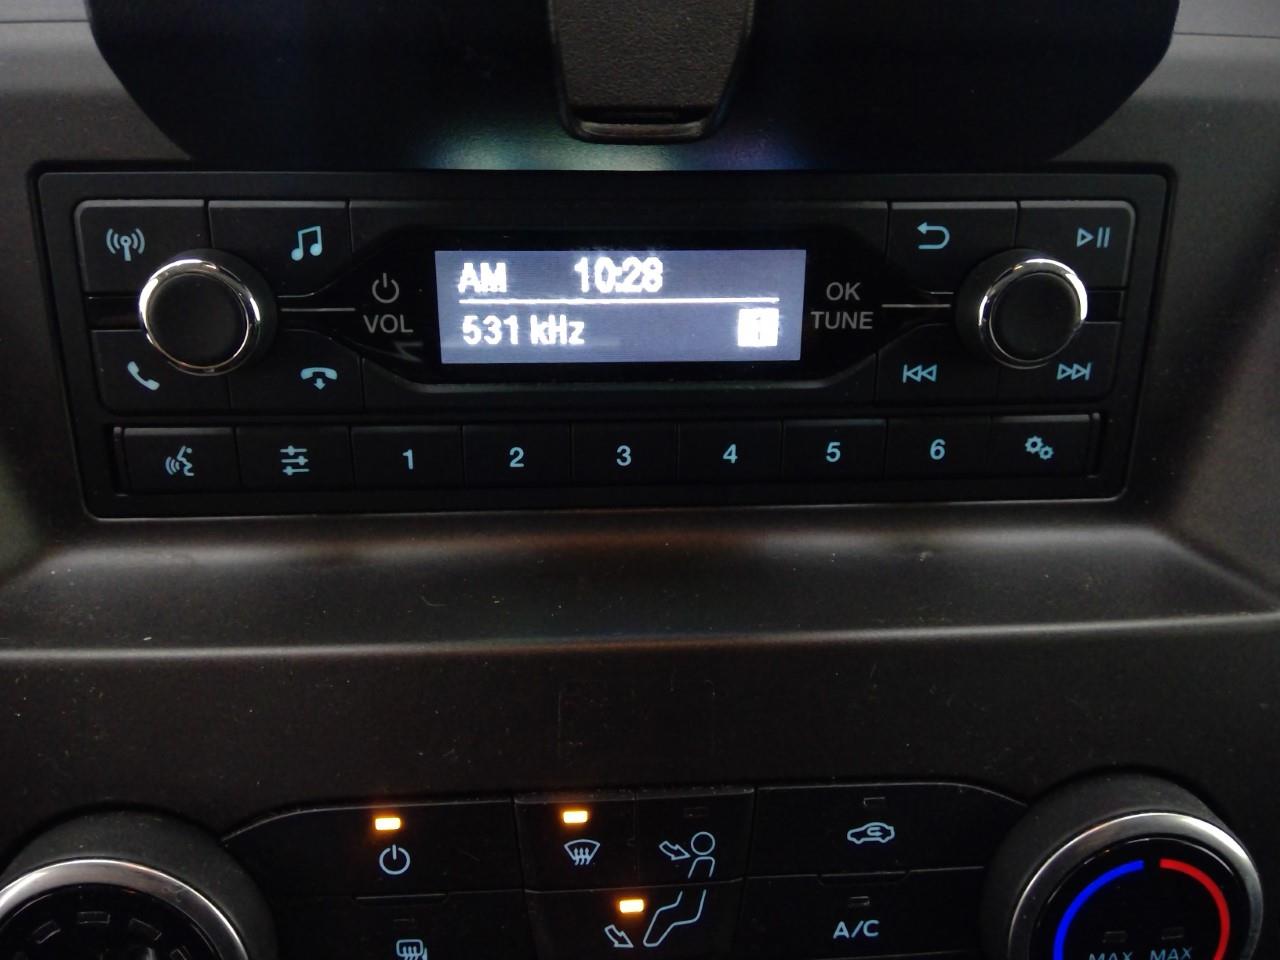 AM 10:28
531 kHz
VOL
OK
TUNE
1 2 3 4 5 6
A/C
MAX MAX